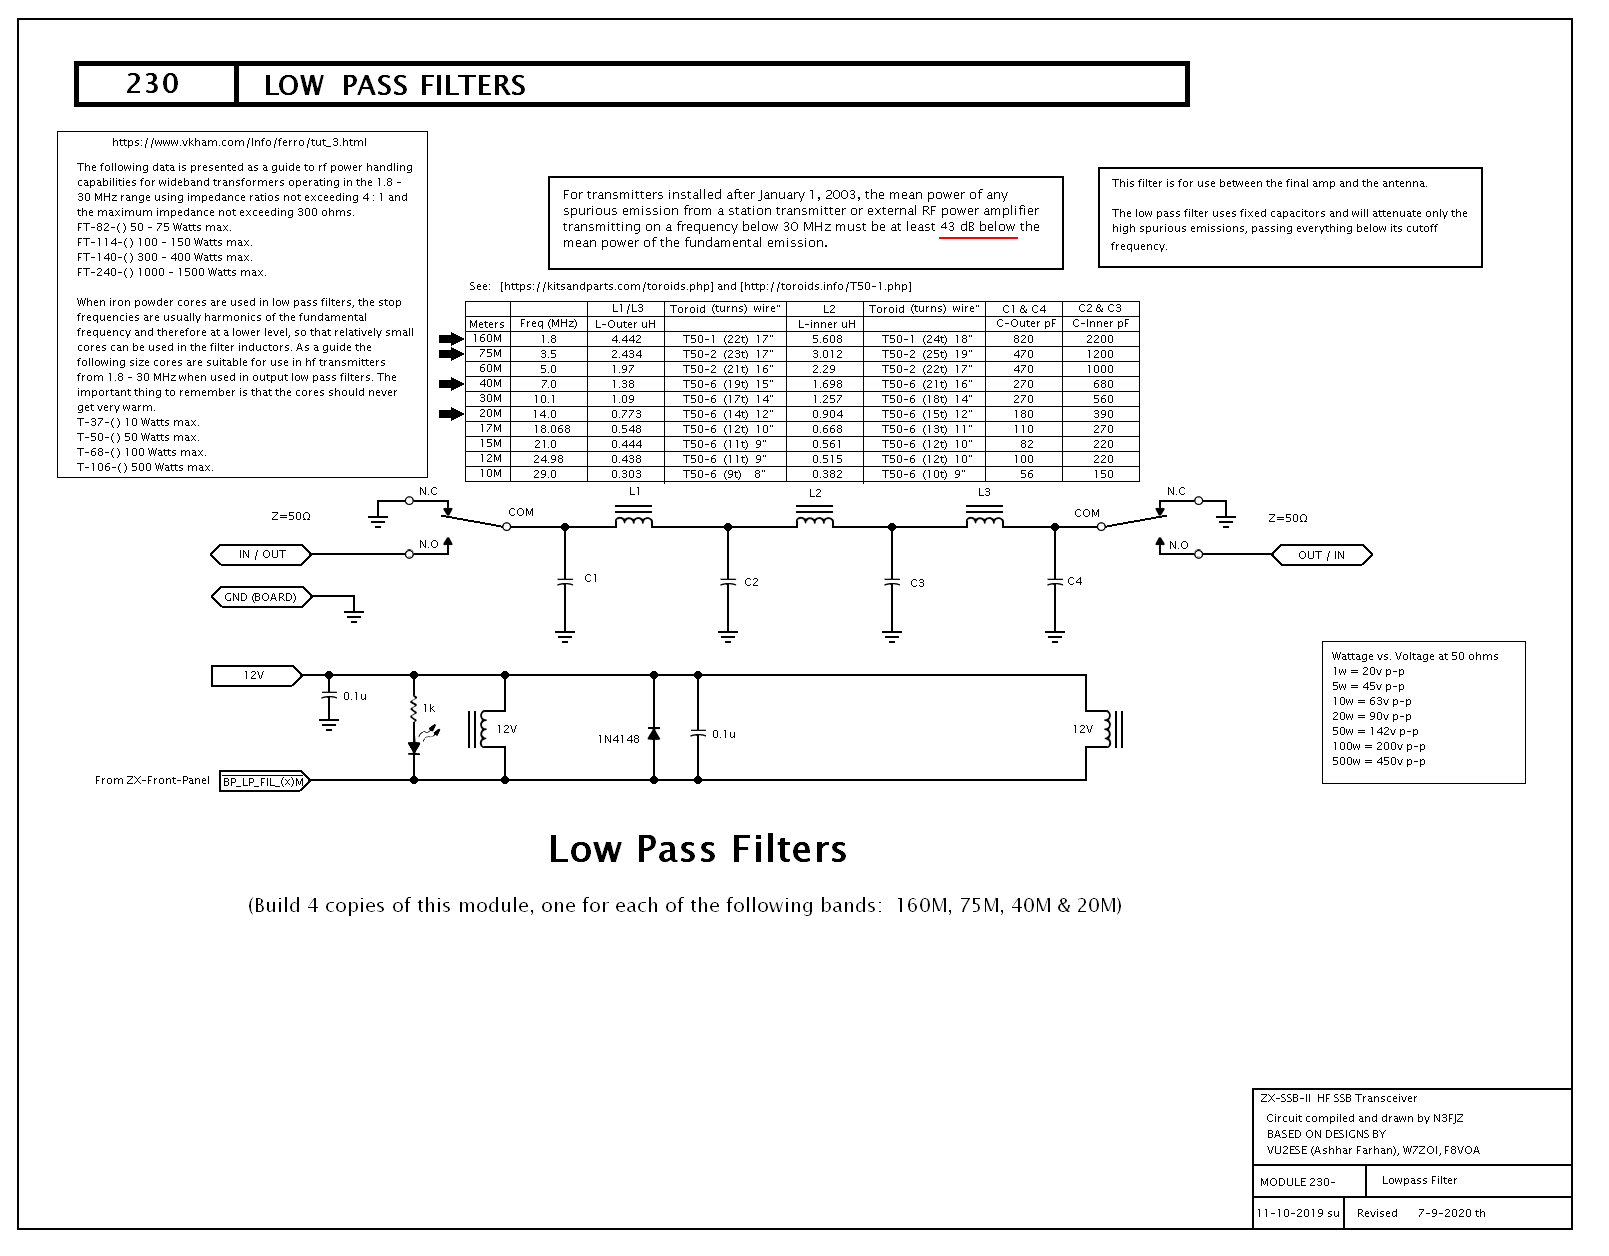 230 LOW PASS FILTERS
https://www.vkham.com/Info/ferro/tut_3.html
The following data is presented as a guide to rf power handling
capabilities for wideband transformers operating in the 1.8 –
30 MHz range using impedance ratios not exceeding 4 : 1 and
the maximum impedance not exceeding 300 ohms.
FT-82-( ) 50 – 75 Watts max.
FT-114-( ) 100 – 150 Watts max.
FT-140-( ) 300 – 400 Watts max.
FT-240-( ) 1000 – 1500 Watts max.
When iron powder cores are used in low pass filters, the stop
frequencies are usually harmonics of the fundamental
frequency and therefore at a lower level, so that relatively small
cores can be used in the filter inductors. As a guide the
following size cores are suitable for use in hf transmitters
from 1.8 – 30 MHz when used in output low pass filters. The
important thing to remember is that the cores should never
get very warm.
T-37-( ) 10 Watts max.
T-50-( ) 50 Watts max.
T-68-( ) 100 Watts max.
T-106-( ) 500 Watts max.
For transmitters installed after January 1, 2003, the mean power of any
spurious emission from a station transmitter or external RF power amplifier
transmitting on a frequency below 30 MHz must be at least 43 dB below the
mean power of the fundamental emission.
This filter is for use between the final amp and the antenna.
The low pass filter uses fixed capacitors and will attenuate only the
high spurious emissions, passing everything below its cutoff
frequency.
See: [https://kitsandparts.com/toroids.php] and [http://toroids.info/T50-1.php]
L1/L3 Toroid (turns) wire" L2 Toroid (turns) wire" C1 & C4 C2 & C3
Meters Freq (MHz) L-Outer uH L-inner uH C-Outer pF C-Inner pF
160M 1.8 4.442 T50-1 (22t) 17" 5.608 T50-1 (24t) 18" 820 2200
75M 3.5 2.434 T50-2 (23t) 17" 3.012 T50-2 (25t) 19" 470 1200
60M 5.0 1.97 T50-2 (21t) 16" 2.29 T50-2 (22t) 17" 470 1000
40M 7.0 1.38 T50-6 (19t) 15" 1.698 T50-6 (21t) 16" 270 680
30M 10.1 1.09 T50-6 (17t) 14" 1.257 T50-6 (18t) 14" 270 560
20M 14.0 0.773 T50-6 (14t) 12" 0.904 T50-6 (15t) 12" 180 390
17M 18.068 0.548 T50-6 (12t) 10" 0.668 T50-6 (13t) 11" 110 270
15M 21.0 0.444 T50-6 (11t) 9" 0.561 T50-6 (12t) 10" 82 220
12M 24.98 0.438 T50-6 (11t) 9" 0.515 T50-6 (12t) 10" 100 220
10M 29.0 0.303 T50-6 (9t) 8" 0.382 T50-6 (10t) 9" 56 150
N.C L1 L2 L3 N.C
Z=50Ω COM COM Z=50Ω
N.O N.O
IN / OUT OUT / IN
C1 C2 C3 C4
GND (BOARD)
12V 0.1u 1k 12V 1N4148 0.1u 12V
From ZX-Front-Panel BP_LP_FIL_(X)M
Wattage vs. Voltage at 50 ohms
1w = 20v p-p
5w = 45v p-p
10w = 63v p-p
20w = 90v p-p
50w = 142v p-p
100w = 200v p-p
500w = 450v p-p
Low Pass Filters
(Build 4 copies of this module, one for each of the following bands: 160M, 75M, 40M & 20M)
ZX-SSB-II HF SSB Transceiver
Circuit compiled and drawn by N3FJZ
BASED ON DESIGNS BY
VU2ESE (Ashhar Farhan), W7ZOI, F8VOA
MODULE 230- Lowpass Filter
11-10-2019 su Revised 7-9-2020 th